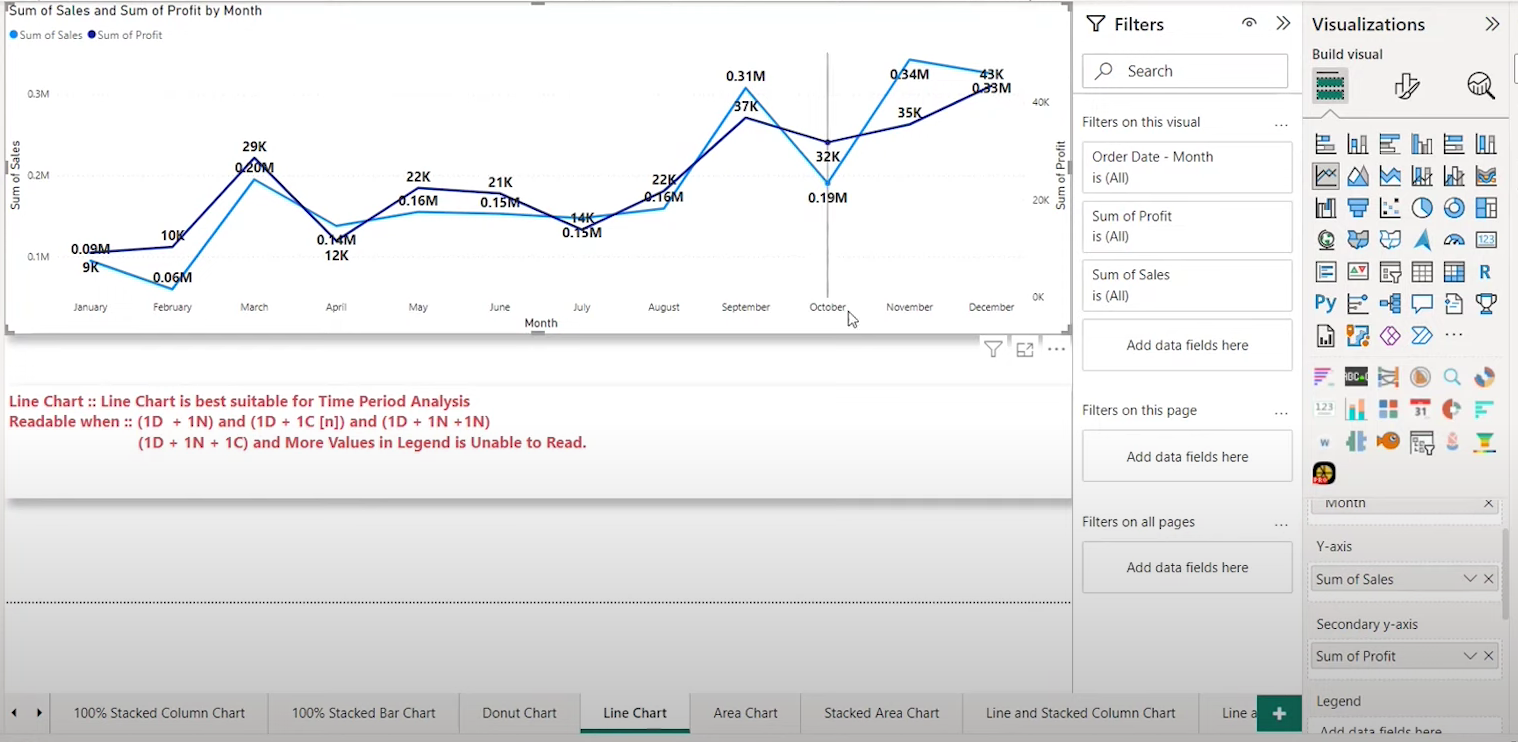 Sum of Sales and Sum of Profit by Month
Sum of Sales Sum of Profit
Sum of Sales
0.3M
0.2M
0.1M
0.09M
9K
10K
0.06M
29K
0.20M
0.14M
12K
22K
0.16M
21K
0.15M
14K
0.15M
22K
0.16M
0.31M
37K
32K
0.19M
0.34M
35K
43K
0.33M
40K
20K
0K
Sum of Profit
January February March April May June July August September October November December
Month
Line Chart :: Line Chart is best suitable for Time Period Analysis
Readable when :: (1D + 1N) and (1D + 1C [n]) and (1D + 1N +1N)
(1D + 1N + 1C) and More Values in Legend is Unable to Read.
Filters
Search
Filters on this visual ...
Order Date - Month
is (All)
Sum of Profit
is (All)
Sum of Sales
is (All)
Add data fields here
Filters on this page ...
Add data fields here
Filters on all pages ...
Add data fields here
Visualizations
Build visual
123
R
Py
...
ABC
123
31
W
PRO
Month
Y-axis
Sum of Sales
Secondary y-axis
Sum of Profit
Legend
Add data fields here
100% Stacked Column Chart 100% Stacked Bar Chart Donut Chart Line Chart Area Chart Stacked Area Chart Line and Stacked Column Chart Line a